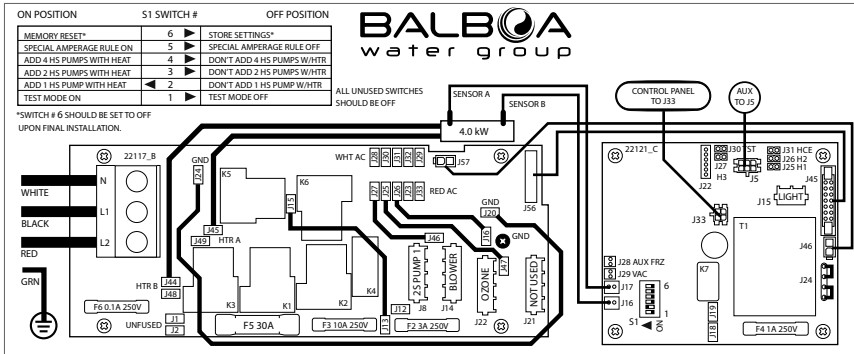 ON POSITION S1 SWITCH # OFF POSITION
MEMORY RESET* 6 ▶ STORE SETTINGS*
SPECIAL AMPERAGE RULE ON 5 ▶ SPECIAL AMPERAGE RULE OFF
ADD 4 HS PUMPS WITH HEAT 4 ▶ DON'T ADD 4 HS PUMPS W/HTR
ADD 2 HS PUMPS WITH HEAT 3 ▶ DON'T ADD 2 HS PUMPS W/HTR
ADD 1 HS PUMP WITH HEAT ◀ 2 DON'T ADD 1 HS PUMP W/HTR
TEST MODE ON 1 ▶ TEST MODE OFF
*SWITCH # 6 SHOULD BE SET TO OFF
UPON FINAL INSTALLATION.
BALBOA
water group
ALL UNUSED SWITCHES
SHOULD BE OFF
SENSOR A
SENSOR B
4.0 kW
CONTROL PANEL
TO J33
AUX
TO J5
WHITE
BLACK
RED
GRN
22117_B
N
L1
L2
GND
J24
K5
K6
J15
J45
J49
HTR A
HTR B
J44
J48
K3
K1
K2
K4
F6 0.1A 250V
UNFUSED
J1
J2
F5 30A
F3 10A 250V
J13
J12
F2 3A 250V
WHT AC
J28
J30
J31
J32
J29
J57
RED AC
J27
J25
J26
J23
J33
J56
GND
J20
J16
GND
J46
J47
2S PUMP 1
J8
BLOWER
J14
OZONE
J22
NOT USED
J21
22121_C
J30 TST
J27
H3
J22
J5
J31 HCE
J26 H2
J25 H1
J45
J15
LIGHT
J33
T1
J46
J24
K7
J28 AUX FRZ
J29 VAC
J17
J16
6
1
S1
ON
J18
J19
F4 1A 250V